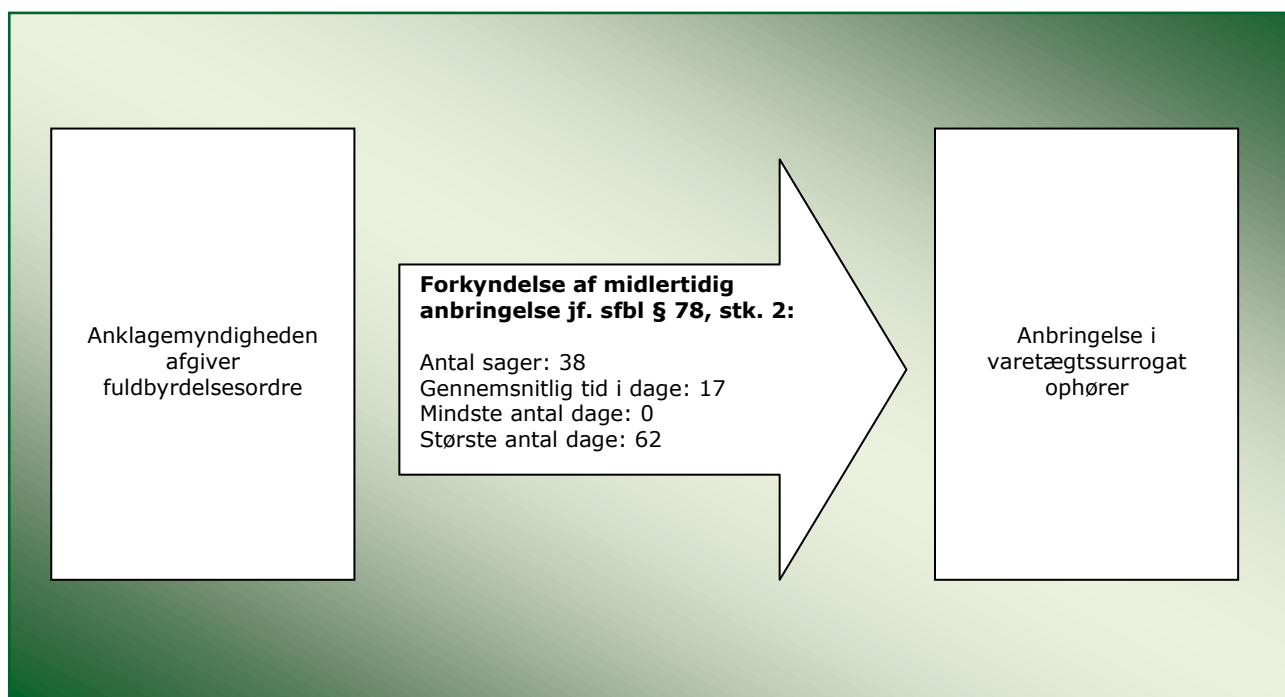 Anklagemyndigheden
afgiver
fuldbyrdelsesordre
Forkyndelse af midlertidig
anbringelse jf. sfbl § 78, stk. 2:
Antal sager: 38
Gennemsnitlig tid i dage: 17
Mindste antal dage: 0
Største antal dage: 62
Anbringelse i
varetægtssurrogat
ophører